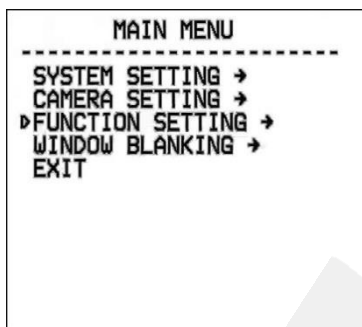 MAIN MENU
SYSTEM SETTING →
CAMERA SETTING →
FUNCTION SETTING →
WINDOW BLANKING →
EXIT